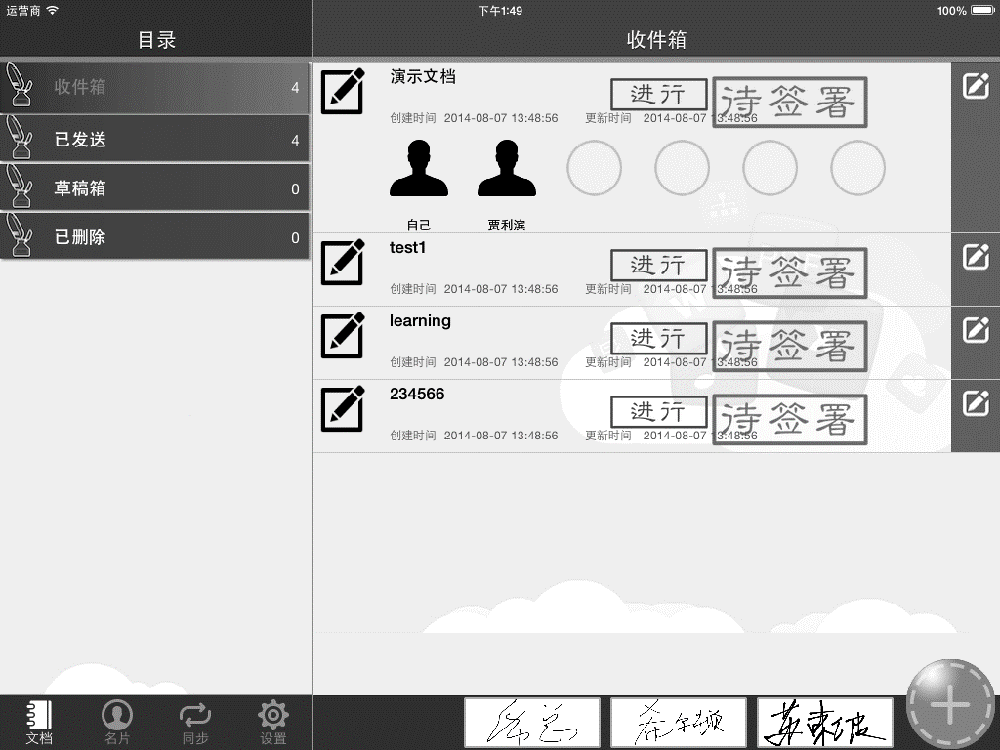 运营商 下午1:49 100%
目录 收件箱
收件箱 4
已发送 4
草稿箱 0
已删除 0
演示文档 进行 待签署
创建时间 2014-08-07 13:48:56 更新时间 2014-08-07 13:48:56
自己 贾利滨
test1 进行 待签署
创建时间 2014-08-07 13:48:56 更新时间 2014-08-07 13:48:56
learning 进行 待签署
创建时间 2014-08-07 13:48:56 更新时间 2014-08-07 13:48:56
234566 进行 待签署
创建时间 2014-08-07 13:48:56 更新时间 2014-08-07 13:48:56
文档 名片 同步 设置